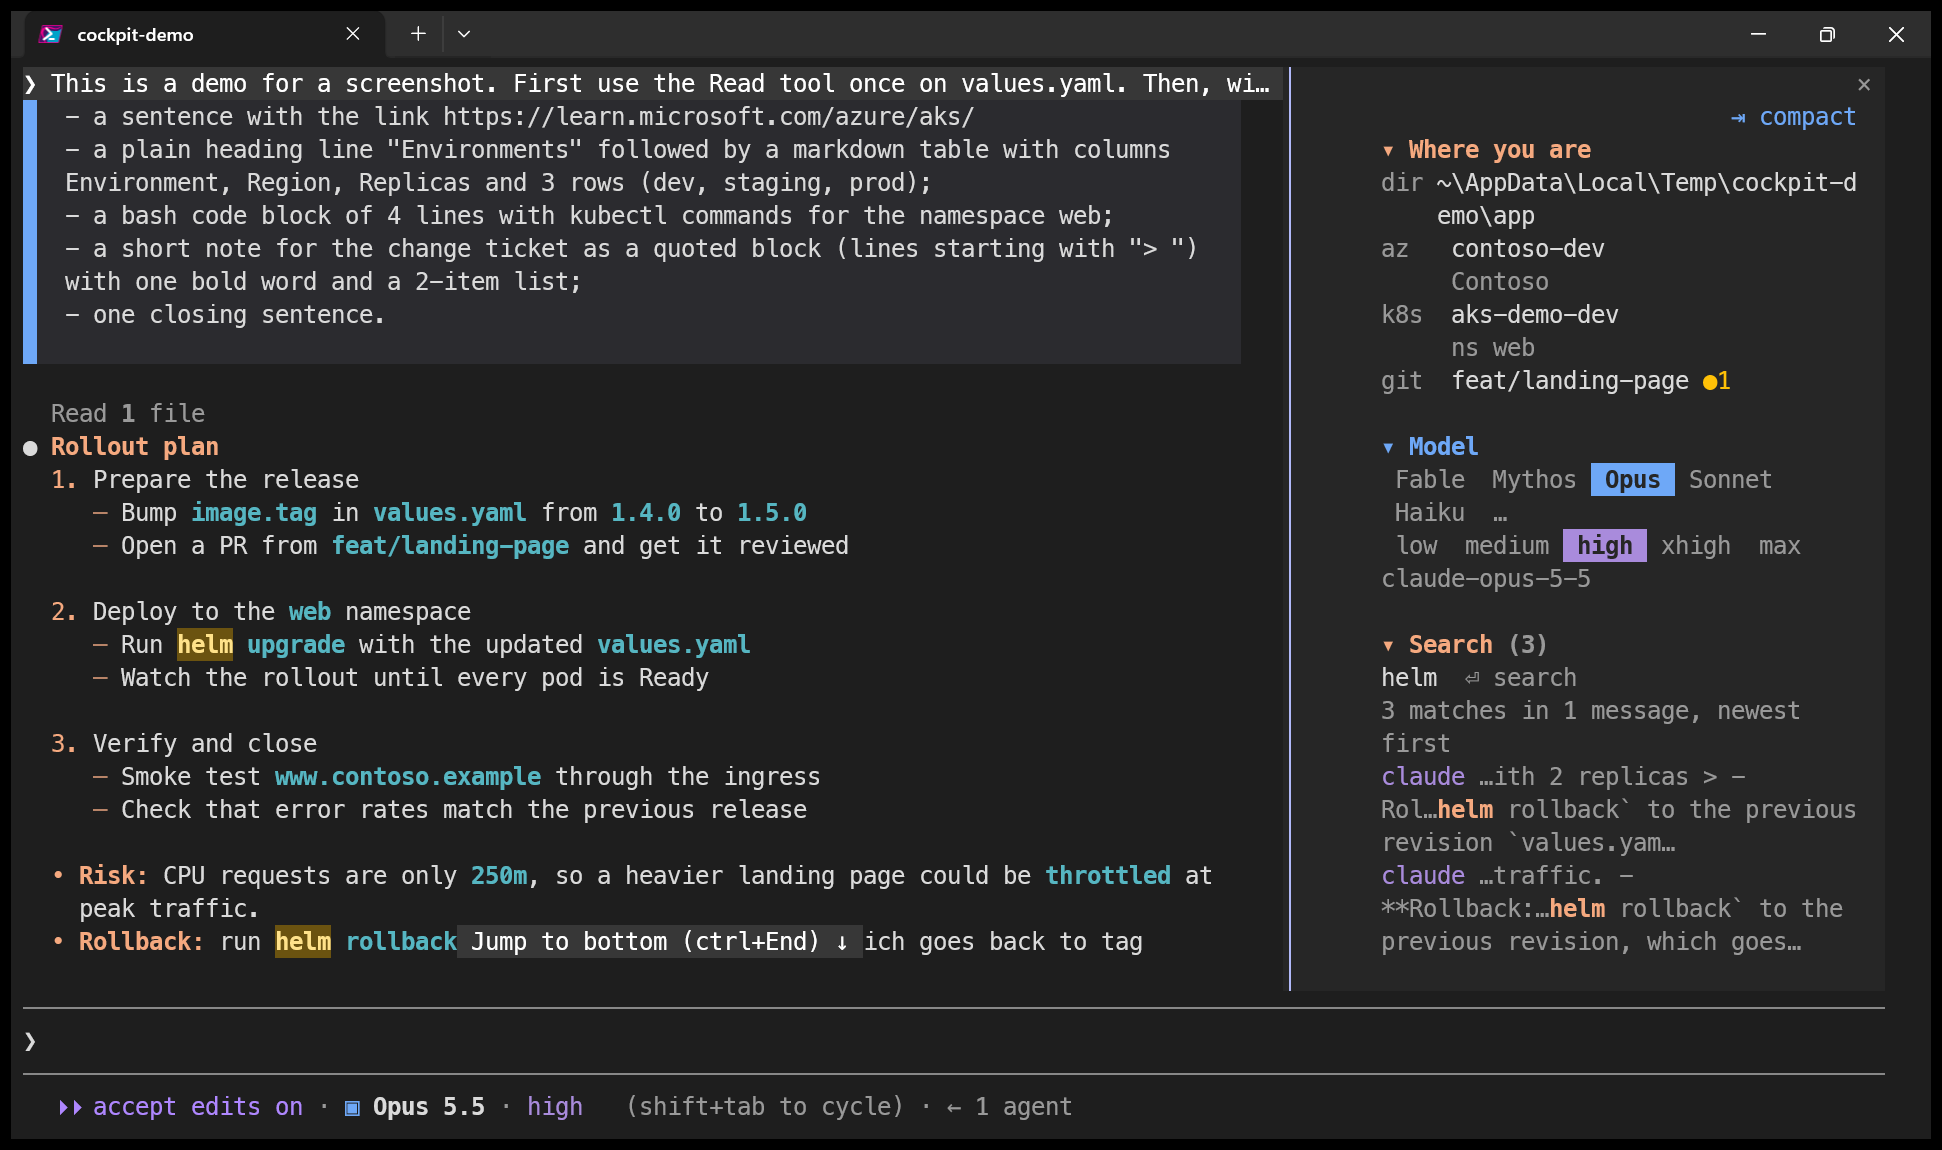 cockpit-demo
❯ This is a demo for a screenshot. First use the Read tool once on values.yaml. Then, wi…
– a sentence with the link https://learn.microsoft.com/azure/aks/
– a plain heading line "Environments" followed by a markdown table with columns
Environment, Region, Replicas and 3 rows (dev, staging, prod);
– a bash code block of 4 lines with kubectl commands for the namespace web;
– a short note for the change ticket as a quoted block (lines starting with "> ")
with one bold word and a 2-item list;
– one closing sentence.
Read 1 file
● Rollout plan
1. Prepare the release
– Bump image.tag in values.yaml from 1.4.0 to 1.5.0
– Open a PR from feat/landing-page and get it reviewed
2. Deploy to the web namespace
– Run helm upgrade with the updated values.yaml
– Watch the rollout until every pod is Ready
3. Verify and close
– Smoke test www.contoso.example through the ingress
– Check that error rates match the previous release
• Risk: CPU requests are only 250m, so a heavier landing page could be throttled at
peak traffic.
• Rollback: run helm rollback Jump to bottom (ctrl+End) ↓ ich goes back to tag
×
⇥ compact
▾ Where you are
dir ~\AppData\Local\Temp\cockpit-d
emo\app
az contoso-dev
Contoso
k8s aks-demo-dev
ns web
git feat/landing-page ●1
▾ Model
Fable Mythos Opus Sonnet
Haiku …
low medium high xhigh max
claude-opus-5-5
▾ Search (3)
helm ⏎ search
3 matches in 1 message, newest
first
claude …ith 2 replicas > –
Rol…helm rollback` to the previous
revision `values.yam…
claude …traffic. –
**Rollback:…helm rollback` to the
previous revision, which goes…
❯
⏵⏵ accept edits on · ▣ Opus 5.5 · high (shift+tab to cycle) · ← 1 agent